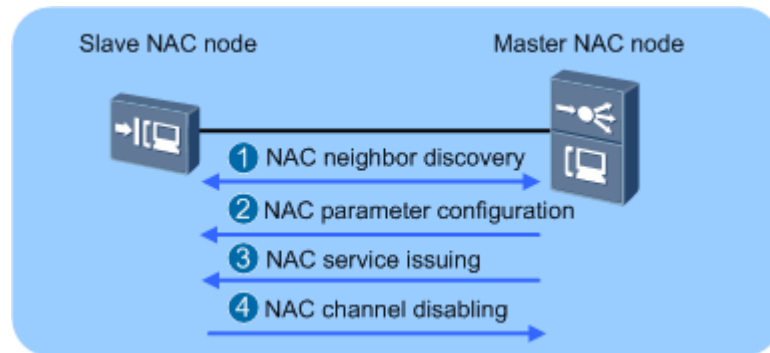 Slave NAC node
Master NAC node
1 NAC neighbor discovery
2 NAC parameter configuration
3 NAC service issuing
4 NAC channel disabling